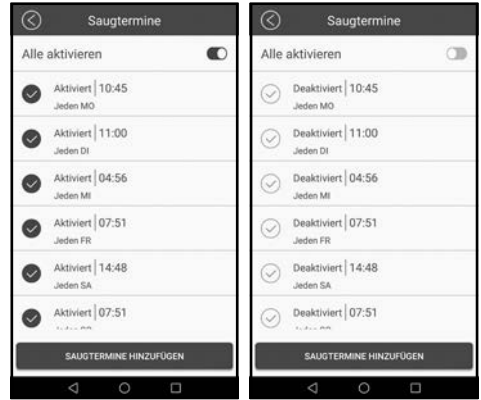 Saugtermine
Alle aktivieren
Aktiviert | 10:45
Jeden MO
Aktiviert | 11:00
Jeden DI
Aktiviert | 04:56
Jeden MI
Aktiviert | 07:51
Jeden FR
Aktiviert | 14:48
Jeden SA
Aktiviert | 07:51
SAUGTERMINE HINZUFÜGEN
Saugtermine
Alle aktivieren
Deaktiviert | 10:45
Jeden MO
Deaktiviert | 11:00
Jeden DI
Deaktiviert | 04:56
Jeden MI
Deaktiviert | 07:51
Jeden FR
Deaktiviert | 14:48
Jeden SA
Deaktiviert | 07:51
SAUGTERMINE HINZUFÜGEN